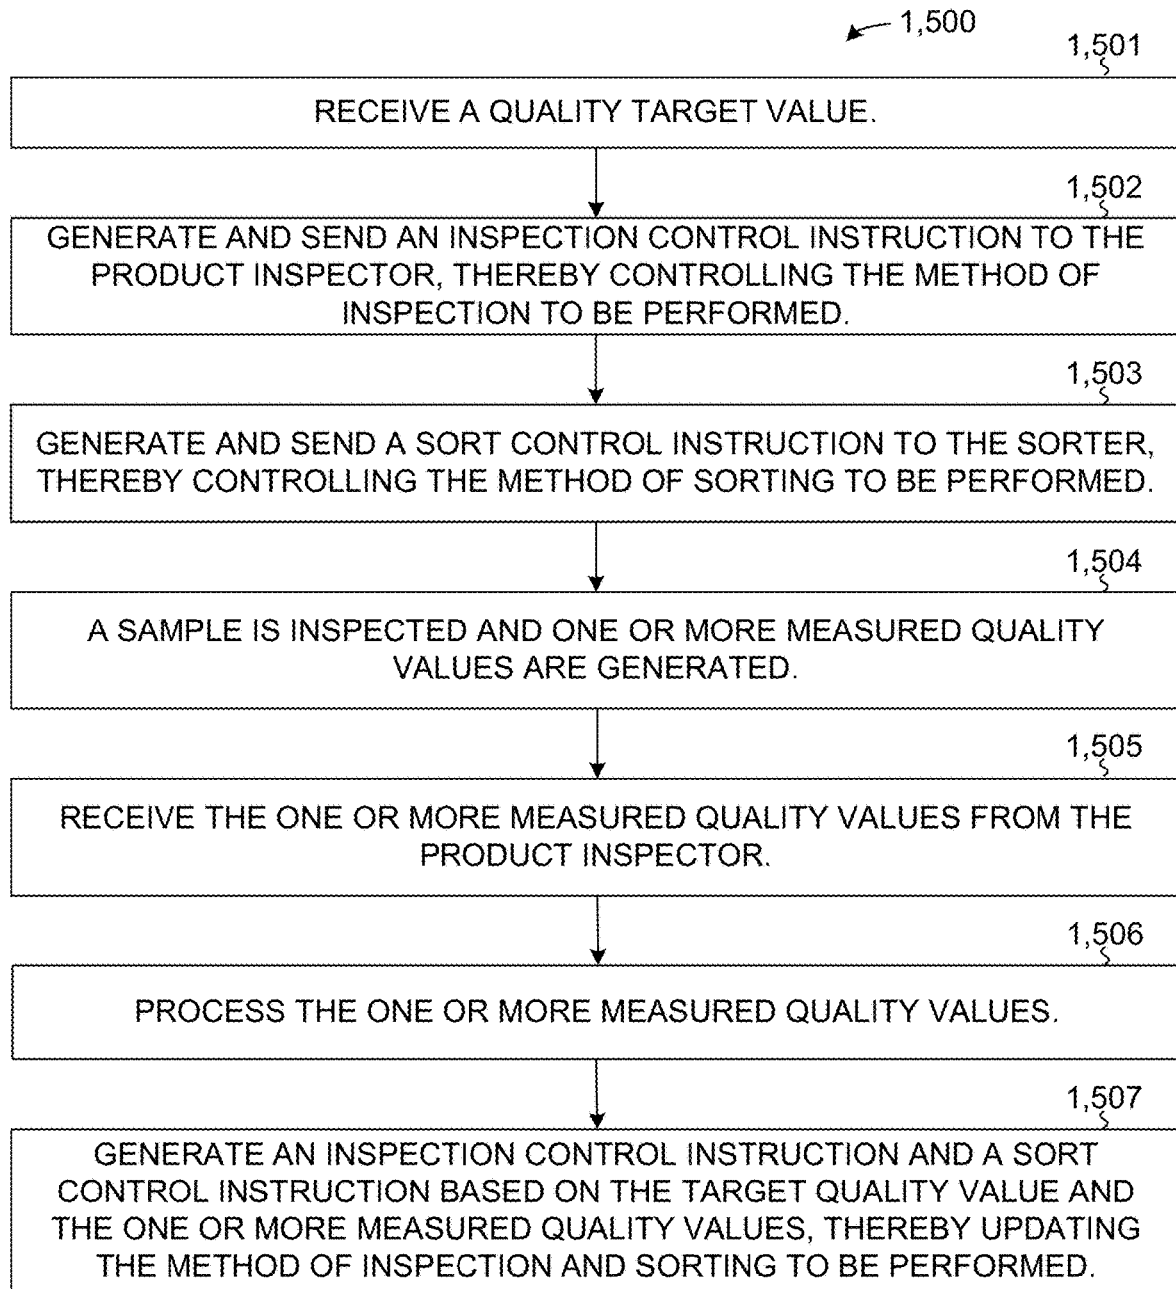 1,500
1,501
RECEIVE A QUALITY TARGET VALUE.
1,502
GENERATE AND SEND AN INSPECTION CONTROL INSTRUCTION TO THE
PRODUCT INSPECTOR, THEREBY CONTROLLING THE METHOD OF
INSPECTION TO BE PERFORMED.
1,503
GENERATE AND SEND A SORT CONTROL INSTRUCTION TO THE SORTER,
THEREBY CONTROLLING THE METHOD OF SORTING TO BE PERFORMED.
1,504
A SAMPLE IS INSPECTED AND ONE OR MORE MEASURED QUALITY
VALUES ARE GENERATED.
1,505
RECEIVE THE ONE OR MORE MEASURED QUALITY VALUES FROM THE
PRODUCT INSPECTOR.
1,506
PROCESS THE ONE OR MORE MEASURED QUALITY VALUES.
1,507
GENERATE AN INSPECTION CONTROL INSTRUCTION AND A SORT
CONTROL INSTRUCTION BASED ON THE TARGET QUALITY VALUE AND
THE ONE OR MORE MEASURED QUALITY VALUES, THEREBY UPDATING
THE METHOD OF INSPECTION AND SORTING TO BE PERFORMED.